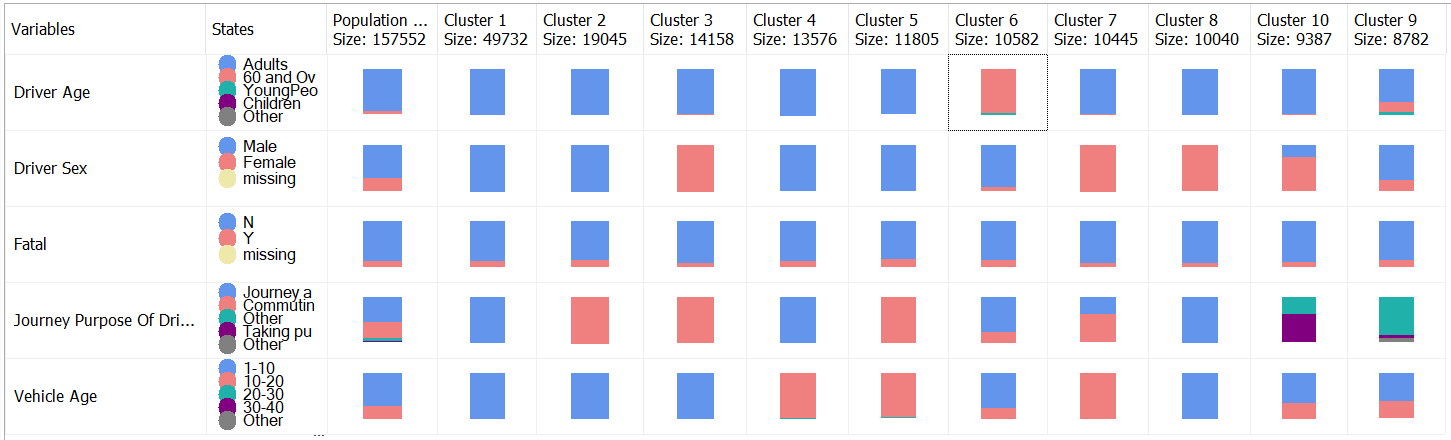 Variables
States
Population ...
Size: 157552
Cluster 1
Size: 49732
Cluster 2
Size: 19045
Cluster 3
Size: 14158
Cluster 4
Size: 13576
Cluster 5
Size: 11805
Cluster 6
Size: 10582
Cluster 7
Size: 10445
Cluster 8
Size: 10040
Cluster 10
Size: 9387
Cluster 9
Size: 8782
Driver Age
Adults
60 and Ov
YoungPeo
Children
Other
Driver Sex
Male
Female
missing
Fatal
N
Y
missing
Journey Purpose Of Dri...
Journey a
Commutin
Other
Taking pu
Other
Vehicle Age
1-10
10-20
20-30
30-40
Other
...